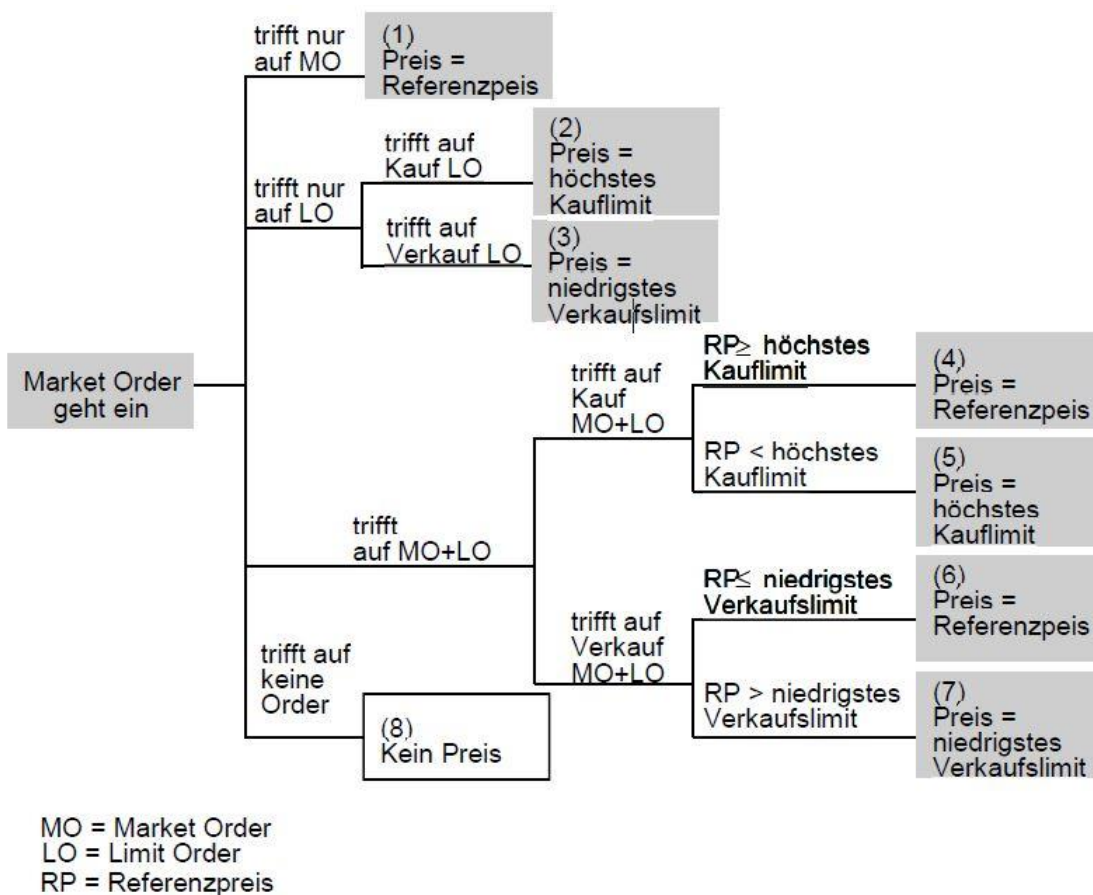 trifft nur
auf MO
(1)
Preis =
Referenzpeis
trifft nur
auf LO
trifft auf
Kauf LO
(2)
Preis =
höchstes
Kauflimit
trifft auf
Verkauf LO
(3)
Preis =
niedrigstes
Verkaufslimit
Market Order
geht ein
trifft
auf MO+LO
trifft auf
Kauf
MO+LO
RP≥ höchstes
Kauflimit
(4)
Preis =
Referenzpeis
RP < höchstes
Kauflimit
(5)
Preis =
höchstes
Kauflimit
trifft auf
Verkauf
MO+LO
RP≤ niedrigstes
Verkaufslimit
(6)
Preis =
Referenzpeis
RP > niedrigstes
Verkaufslimit
(7)
Preis =
niedrigstes
Verkaufslimit
trifft auf
keine
Order
(8)
Kein Preis
MO = Market Order
LO = Limit Order
RP = Referenzpreis